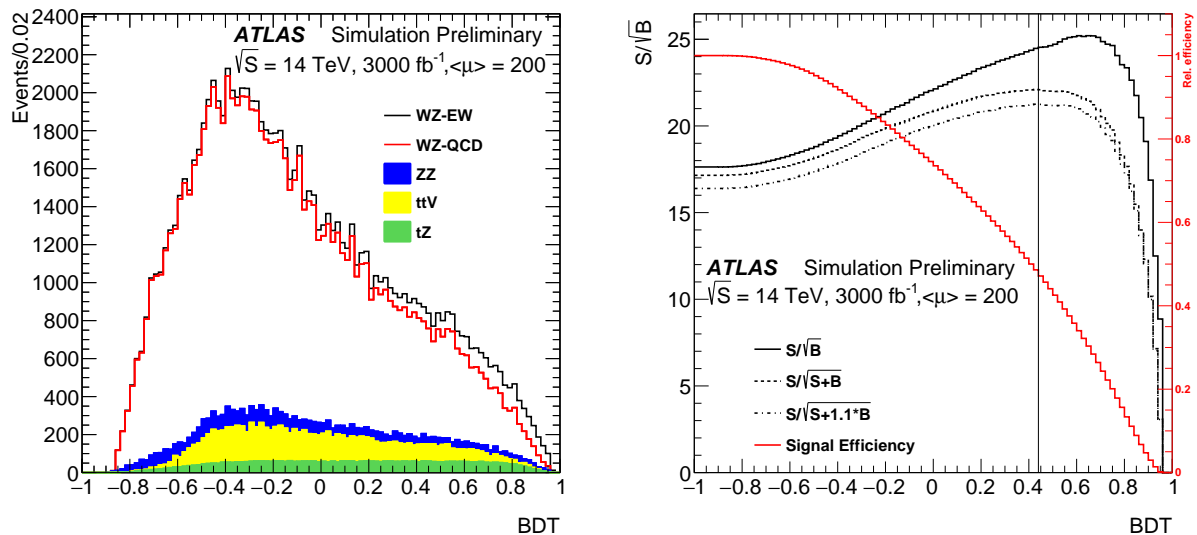 Events/0.02
2400
2200
2000
1800
1600
1400
1200
1000
800
600
400
200
0
ATLAS Simulation Preliminary
√S = 14 TeV, 3000 fb⁻¹,<μ> = 200
WZ-EW
WZ-QCD
ZZ
ttV
tZ
−1 −0.8 −0.6 −0.4 −0.2 0 0.2 0.4 0.6 0.8 1
BDT
S/√B
25
20
15
10
5
0
ATLAS Simulation Preliminary
√S = 14 TeV, 3000 fb⁻¹,<μ> = 200
S/√B
S/√S+B
S/√S+1.1*B
Signal Efficiency
−1 −0.8 −0.6 −0.4 −0.2 0 0.2 0.4 0.6 0.8 1
BDT
Rel. efficiency
1
0.8
0.6
0.4
0.2
0